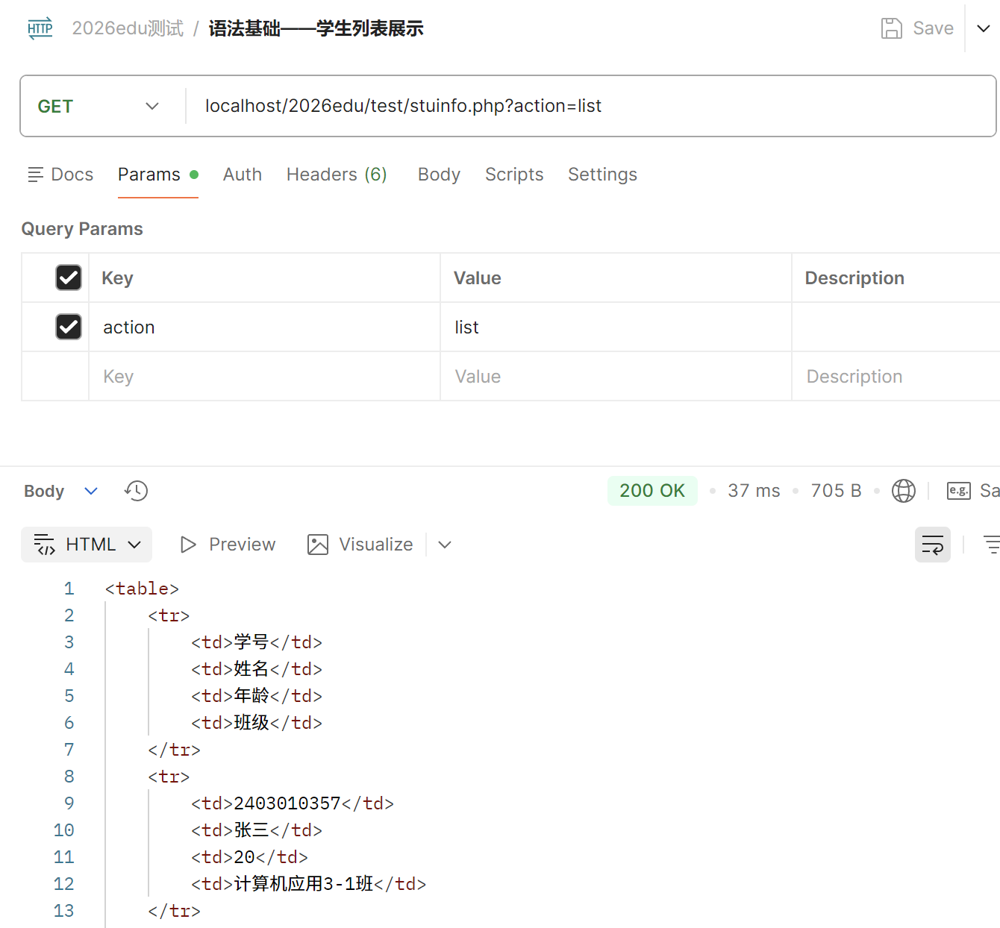 HTTP 2026edu测试 / 语法基础——学生列表展示 Save
GET localhost/2026edu/test/stuinfo.php?action=list
Docs Params Auth Headers (6) Body Scripts Settings
Query Params
Key Value Description
action list
Key Value Description
Body 200 OK 37 ms 705 B e.g. Sa
HTML Preview Visualize
1 <table>
2 <tr>
3 <td>学号</td>
4 <td>姓名</td>
5 <td>年龄</td>
6 <td>班级</td>
7 </tr>
8 <tr>
9 <td>2403010357</td>
10 <td>张三</td>
11 <td>20</td>
12 <td>计算机应用3-1班</td>
13 </tr>